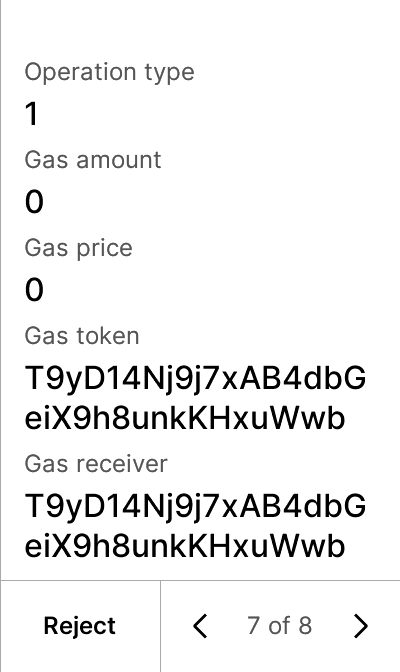 Operation type
1
Gas amount
0
Gas price
0
Gas token
T9yD14Nj9j7xAB4dbG
eiX9h8unkKHxuWwb
Gas receiver
T9yD14Nj9j7xAB4dbG
eiX9h8unkKHxuWwb
Reject
7 of 8